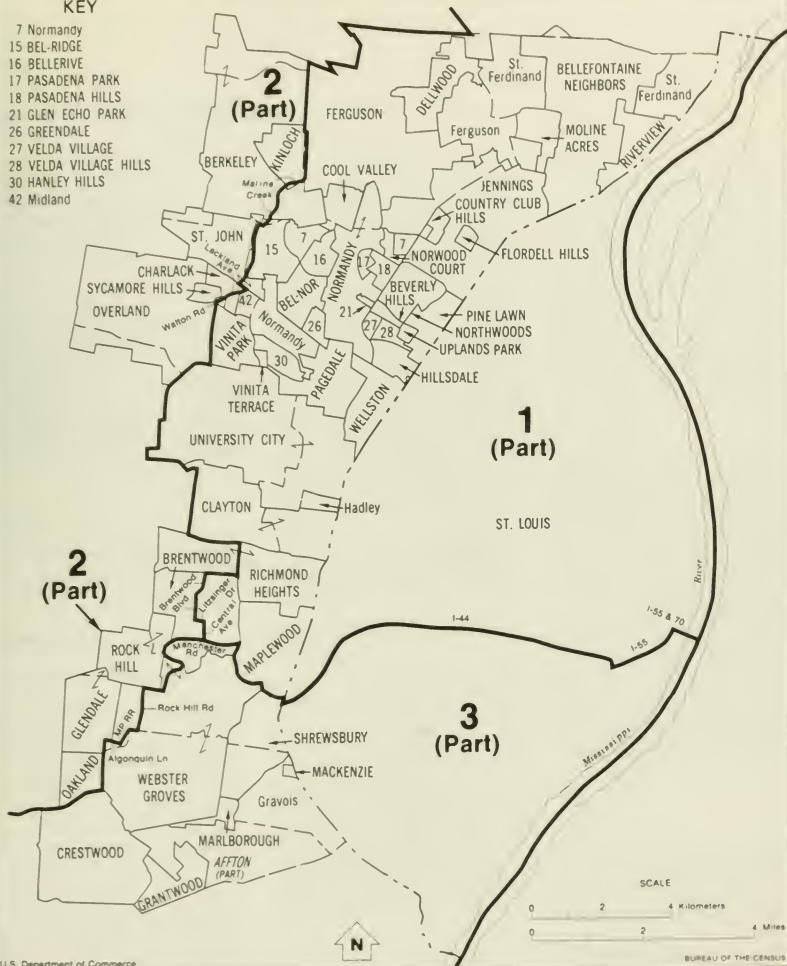 KEY
7 Normandy
15 BEL-RIDGE
16 BELLERIVE
17 PASADENA PARK
18 PASADENA HILLS
21 GLEN ECHO PARK
26 GREENDALE
27 VELDA VILLAGE
28 VELDA VILLAGE HILLS
30 HANLEY HILLS
42 Midland
2
(Part)
FERGUSON
DELLWOOD
St.
Ferdinand
BELLEFONTAINE
NEIGHBORS
St.
Ferdinand
Ferguson
MOLINE
ACRES
RIVERVIEW
BERKELEY
KINLOCH
COOL VALLEY
Maline
Creek
JENNINGS
COUNTRY CLUB
HILLS
ST. JOHN
Lackland
Ave
15
7
16
NORMANDY
17
18
7
NORWOOD
COURT
FLORDELL HILLS
CHARLACK
SYCAMORE HILLS
OVERLAND
42
BEL-NOR
21
BEVERLY
HILLS
PINE LAWN
NORTHWOODS
UPLANDS PARK
Walton Rd
VINITA
PARK
Normandy
26
27
28
30
PAGEDALE
HILLSDALE
VINITA
TERRACE
WELLSTON
1
(Part)
UNIVERSITY CITY
CLAYTON
Hadley
ST. LOUIS
2
(Part)
BRENTWOOD
Brentwood
Blvd
Litzsinger
Dr
Central
Ave
RICHMOND
HEIGHTS
River
I-44
I-55 & 70
I-55
ROCK
HILL
Manchester
Rd
MAPLEWOOD
GLENDALE
MP RR
Rock Hill Rd
3
(Part)
SHREWSBURY
Mississippi
OAKLAND
Algonquin Ln
WEBSTER
GROVES
MACKENZIE
Gravois
CRESTWOOD
MARLBOROUGH
AFFTON
(PART)
GRANTWOOD
SCALE
0 2 4 Kilometers
0 2 4 Miles
N
U.S. Department of Commerce
BUREAU OF THE CENSUS